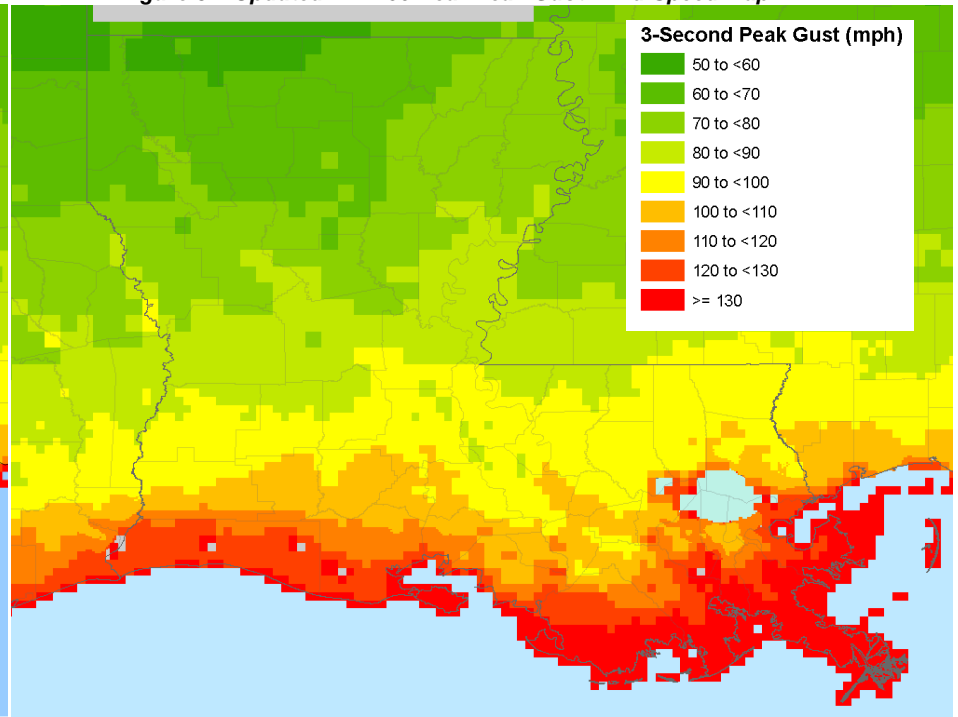 3-Second Peak Gust (mph)
50 to <60
60 to <70
70 to <80
80 to <90
90 to <100
100 to <110
110 to <120
120 to <130
>= 130